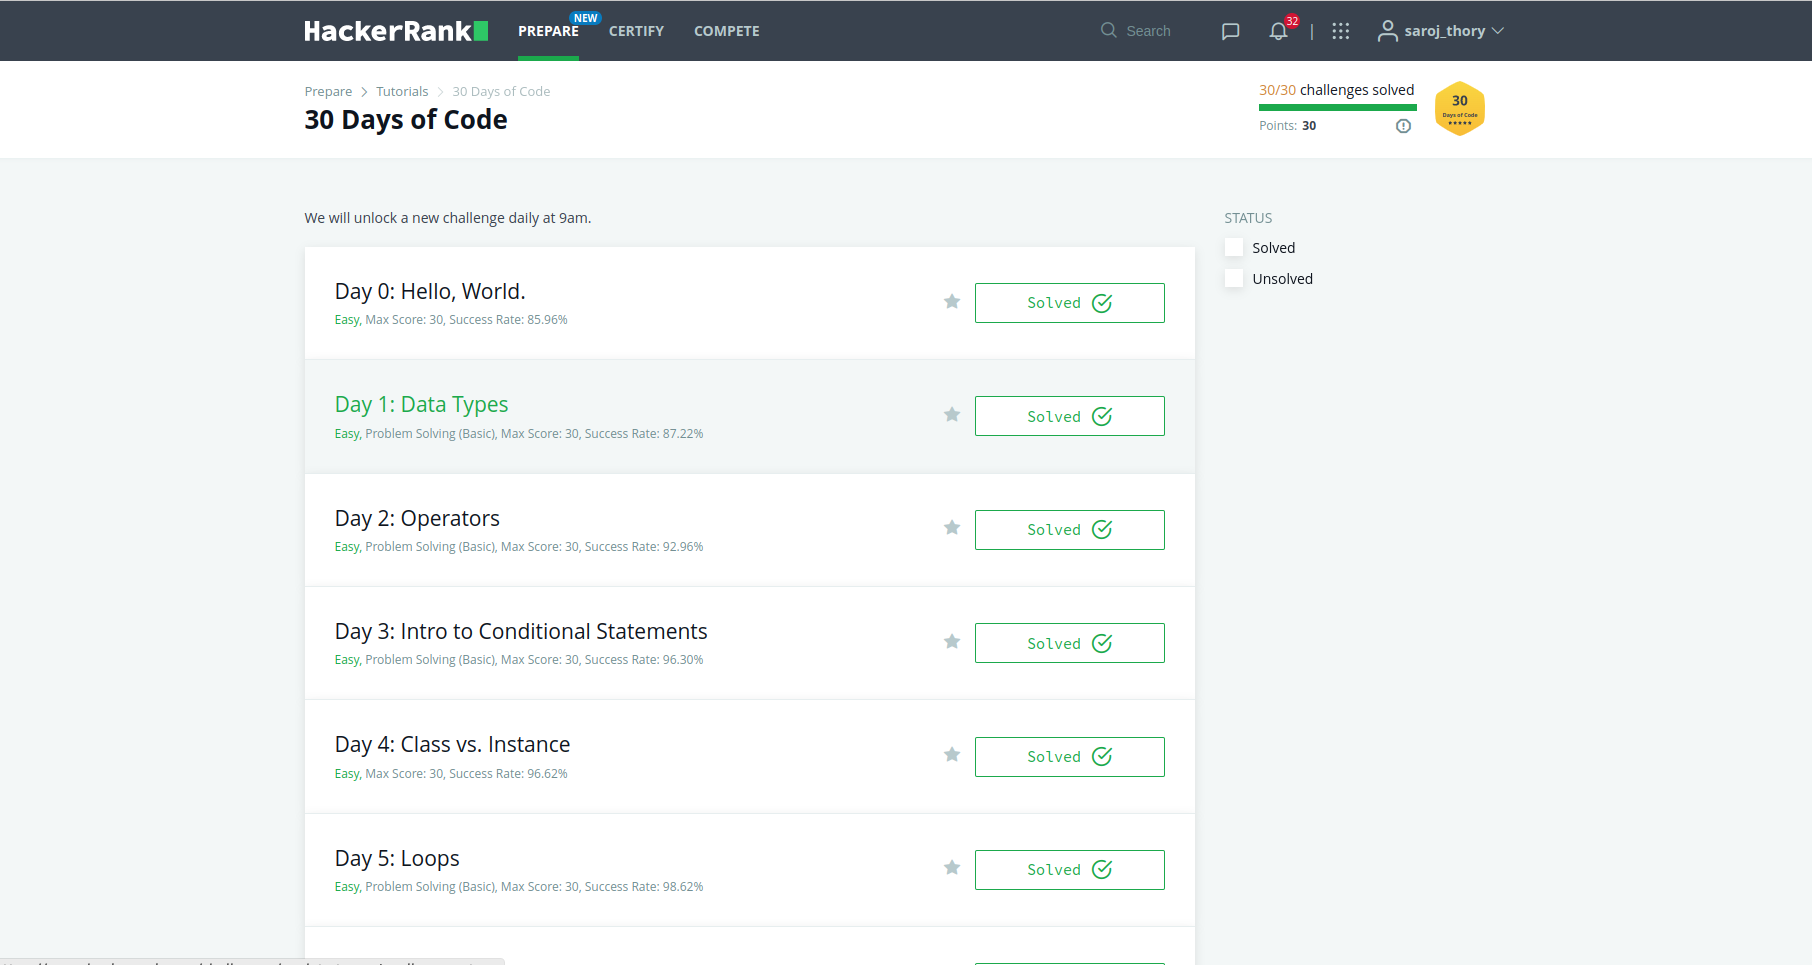 HackerRank
PREPARE
NEW
CERTIFY
COMPETE
Search
32
saroj_thory
Prepare > Tutorials > 30 Days of Code
30 Days of Code
30/30 challenges solved
Points: 30
30
Days of Code
We will unlock a new challenge daily at 9am.
STATUS
Solved
Unsolved
Day 0: Hello, World.
Easy, Max Score: 30, Success Rate: 85.96%
Solved
Day 1: Data Types
Easy, Problem Solving (Basic), Max Score: 30, Success Rate: 87.22%
Solved
Day 2: Operators
Easy, Problem Solving (Basic), Max Score: 30, Success Rate: 92.96%
Solved
Day 3: Intro to Conditional Statements
Easy, Problem Solving (Basic), Max Score: 30, Success Rate: 96.30%
Solved
Day 4: Class vs. Instance
Easy, Max Score: 30, Success Rate: 96.62%
Solved
Day 5: Loops
Easy, Problem Solving (Basic), Max Score: 30, Success Rate: 98.62%
Solved